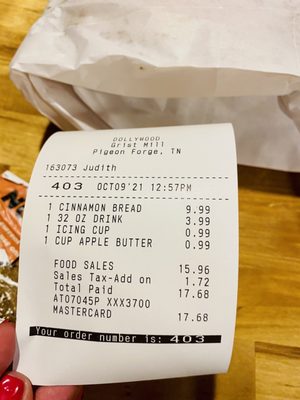 DOLLYWOOD
Grist Mill
Pigeon Forge, TN
163073 Judith
403 OCT09'21 12:57PM
1 CINNAMON BREAD 9.99
1 32 OZ DRINK 3.99
1 ICING CUP 0.99
1 CUP APPLE BUTTER 0.99
FOOD SALES 15.96
Sales Tax-Add on 1.72
Total Paid 17.68
AT07045P XXX3700
MASTERCARD 17.68
Your order number is: 403